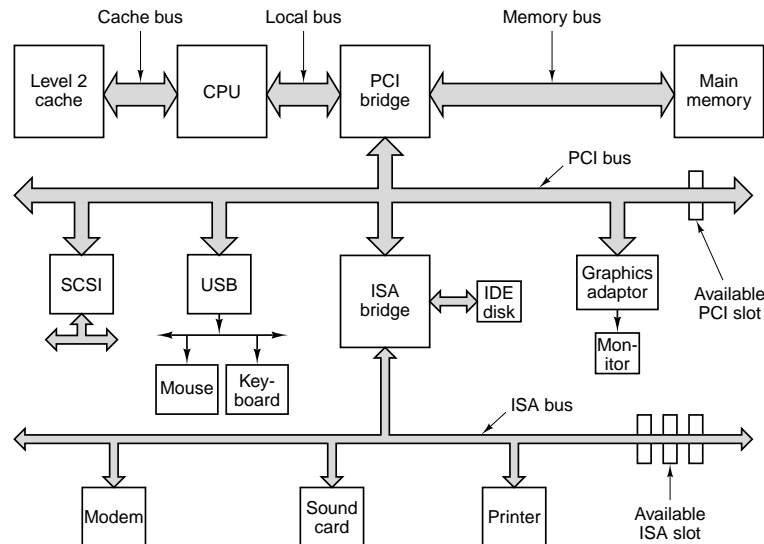 Cache bus
Local bus
Memory bus
Level 2
cache
CPU
PCI
bridge
Main
memory
PCI bus
SCSI
USB
ISA
bridge
IDE
disk
Graphics
adaptor
Available
PCI slot
Mon-
itor
Mouse
Key-
board
ISA bus
Modem
Sound
card
Printer
Available
ISA slot